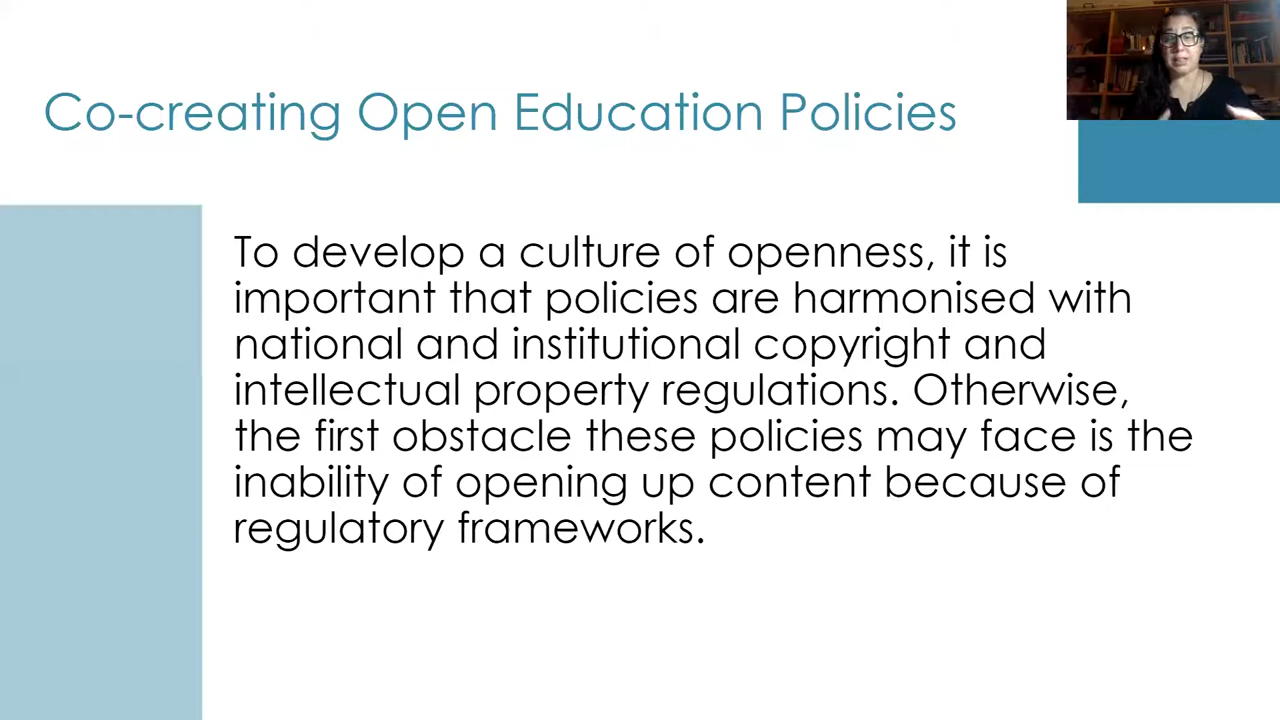 Co-creating Open Education Policies
To develop a culture of openness, it is
important that policies are harmonised with
national and institutional copyright and
intellectual property regulations. Otherwise,
the first obstacle these policies may face is the
inability of opening up content because of
regulatory frameworks.